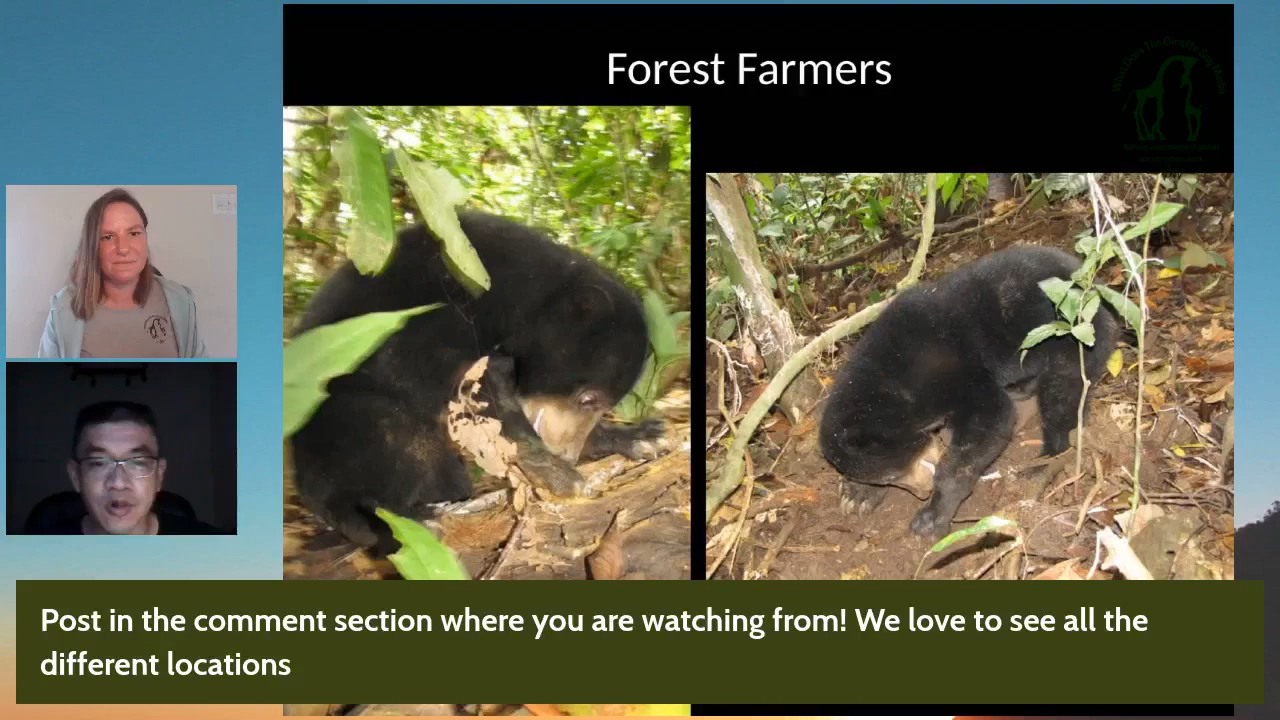 Forest Farmers
Post in the comment section where you are watching from! We love to see all the
different locations